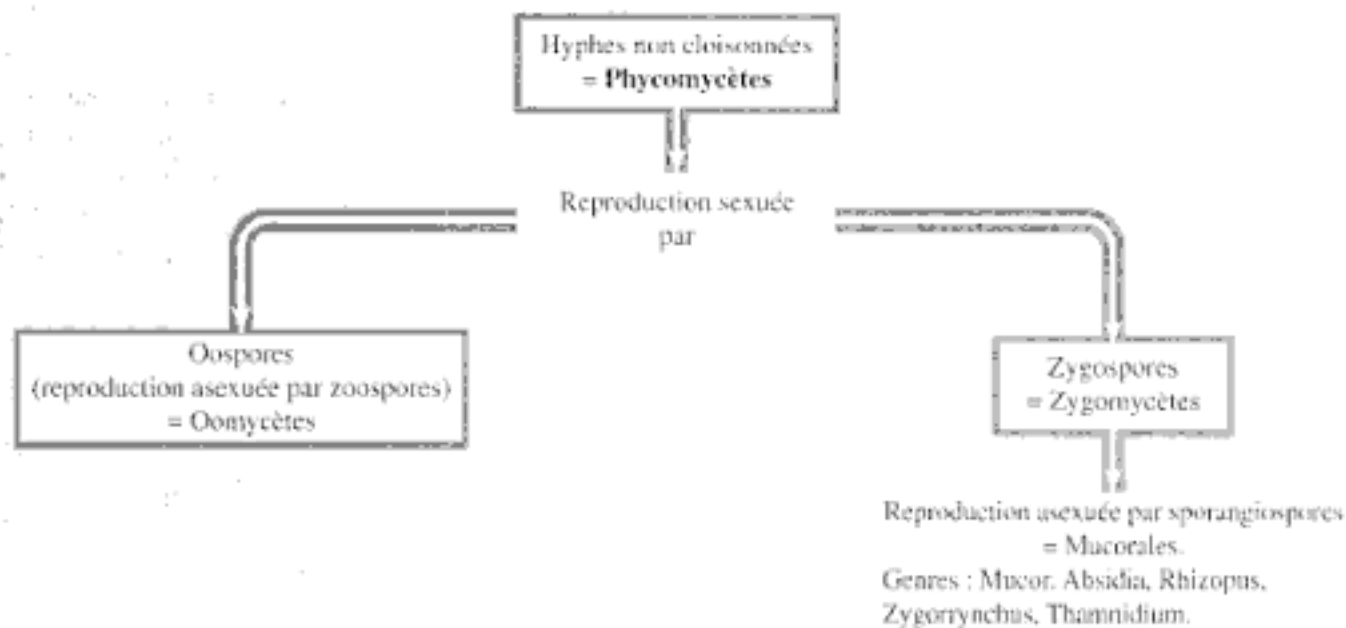 Hyphes non cloisonnées
= Phycomycètes
Reproduction sexuée
par
Oospores
(reproduction asexuée par zoospores)
= Oomycètes
Zygospores
= Zygomycètes
Reproduction asexuée par sporangiospores
= Mucorales.
Genres : Mucor. Absidia, Rhizopus,
Zygorrynchus, Thamnidium.